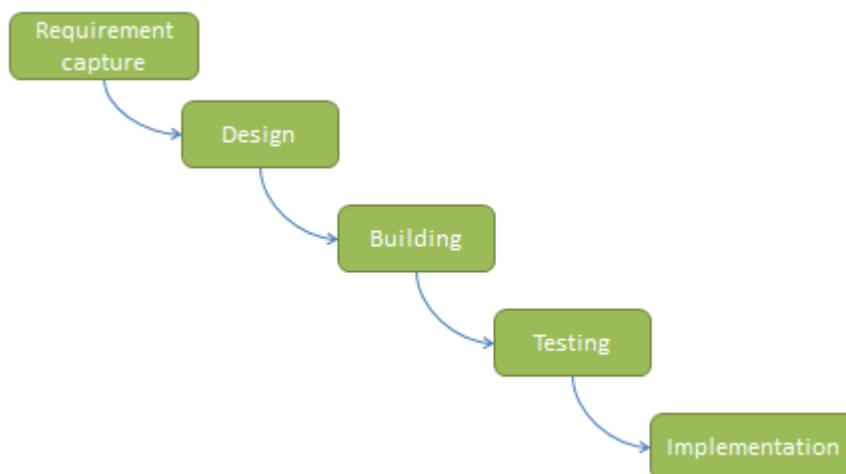 Requirement
capture
Design
Building
Testing
Implementation